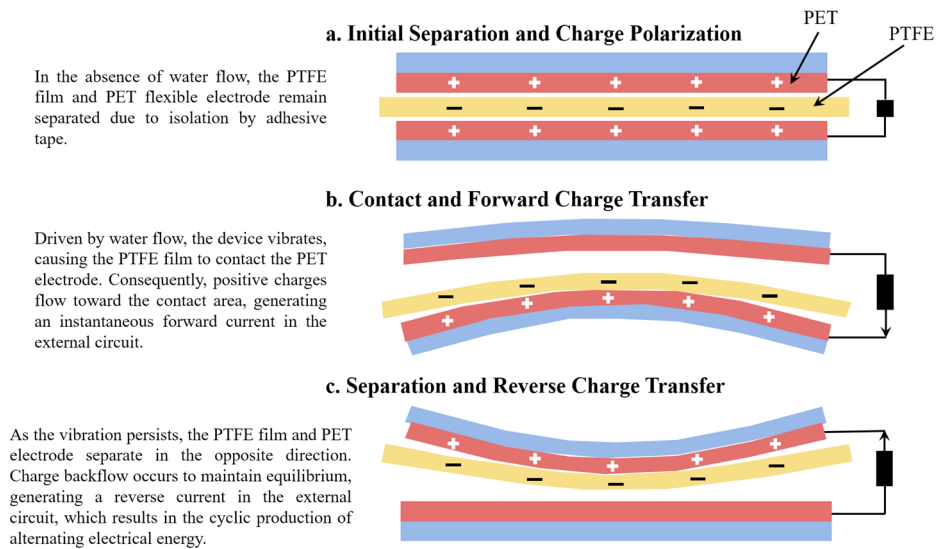 a. Initial Separation and Charge Polarization
PET
PTFE
In the absence of water flow, the PTFE
film and PET flexible electrode remain
separated due to isolation by adhesive
tape.
b. Contact and Forward Charge Transfer
Driven by water flow, the device vibrates,
causing the PTFE film to contact the PET
electrode. Consequently, positive charges
flow toward the contact area, generating
an instantaneous forward current in the
external circuit.
c. Separation and Reverse Charge Transfer
As the vibration persists, the PTFE film and PET
electrode separate in the opposite direction.
Charge backflow occurs to maintain equilibrium,
generating a reverse current in the external
circuit, which results in the cyclic production of
alternating electrical energy.